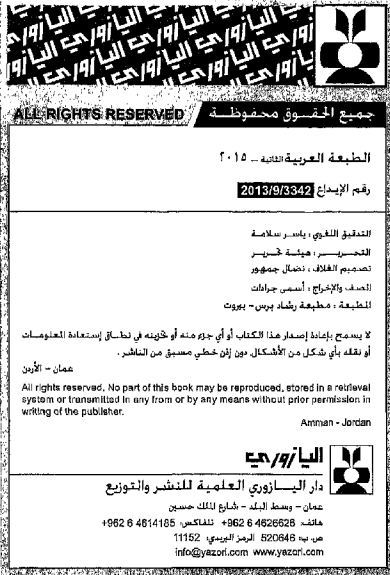 اليازوري اليازوري اليازوري
ALL RIGHTS RESERVED جميع الحقوق محفوظة
الطبعة العربية الثانية – ٢٠١٥
رقم الإيداع 2013/9/3342
التدقيق اللغوي : ياسر سلامة
التحرير : هيئة تحرير
تصميم الغلاف : نضال جمهور
الصف والإخراج : أسمى جرادات
المطبعة : مطبعة رشاد برس – بيروت
لا يسمح بإعادة إصدار هذا الكتاب أو أي جزء منه أو تخزينه في نطاق إستعادة المعلومات
أو نقله بأي شكل من الأشكال، دون إذن خطي مسبق من الناشر.
عمان – الأردن
All rights reserved. No part of this book may be reproduced, stored in a retrieval
system or transmitted in any from or by any means without prior permission in
writing of the publisher.
Amman - Jordan
اليازوري
دار اليازوري العلمية للنشر والتوزيع
عمان – وسط البلد – شارع الملك حسين
هاتف: +962 6 4626626 تلفاكس: +962 6 4614185
ص.ب: 520646 الرمز البريدي: 11152
info@yazori.com www.yazori.com